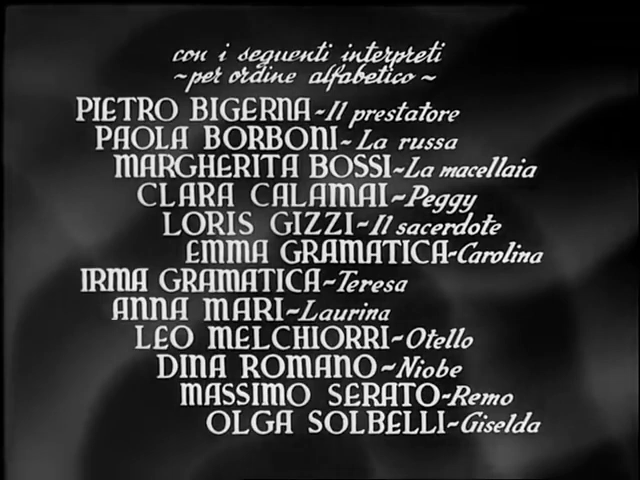 con i seguenti interpreti
~per ordine alfabetico~
PIETRO BIGERNA~Il prestatore
PAOLA BORBONI~La russa
MARGHERITA BOSSI~La macellaia
CLARA CALAMAI~Peggy
LORIS GIZZI~Il sacerdote
EMMA GRAMATICA~Carolina
IRMA GRAMATICA~Teresa
ANNA MARI~Laurina
LEO MELCHIORRI~Otello
DINA ROMANO~Niobe
MASSIMO SERATO~Remo
OLGA SOLBELLI~Giselda